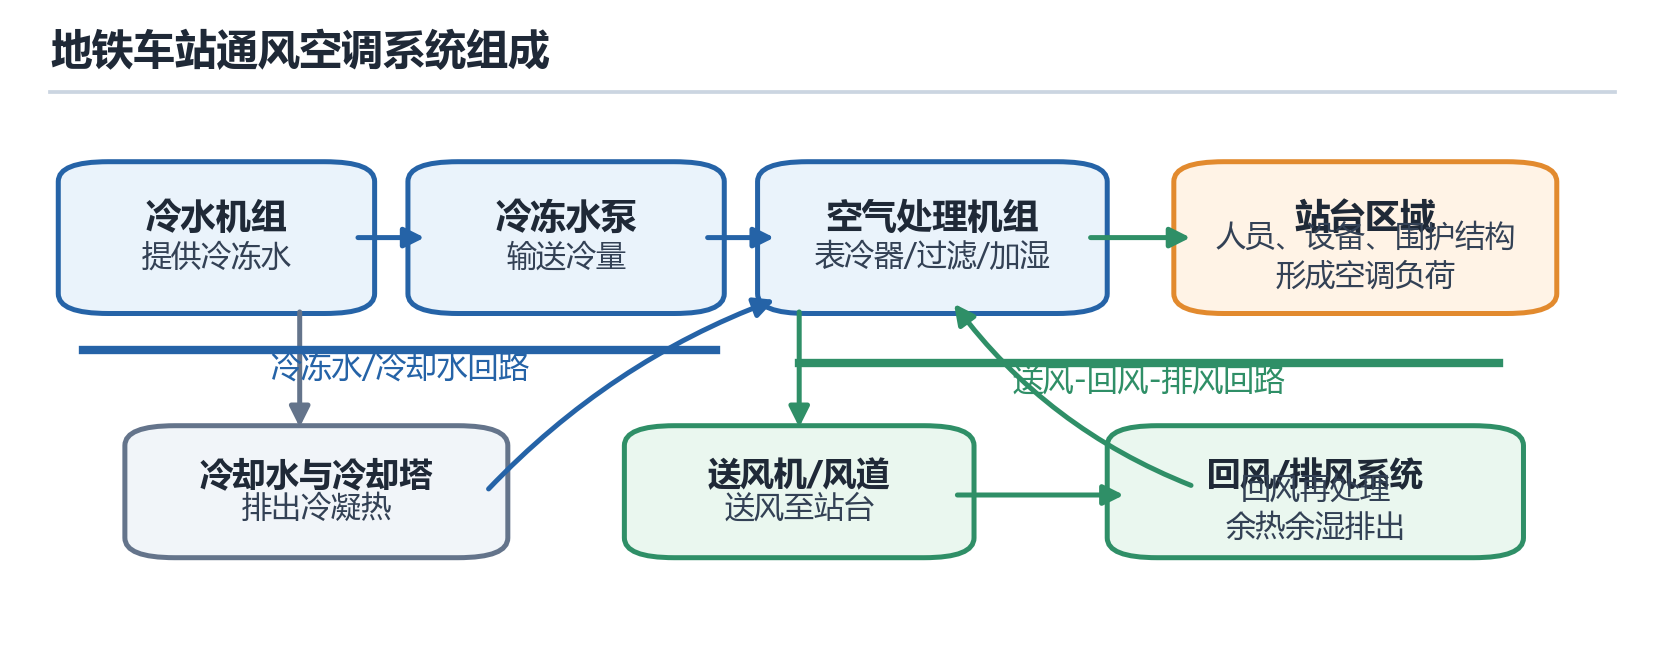 地铁车站通风空调系统组成
冷水机组
提供冷冻水
冷冻水泵
输送冷量
空气处理机组
表冷器/过滤/加湿
站台区域
人员、设备、围护结构
形成空调负荷
冷冻水/冷却水回路
送风-回风-排风回路
冷却水与冷却塔
排出冷凝热
送风机/风道
送风至站台
回风/排风系统
回风再处理
余热余湿排出